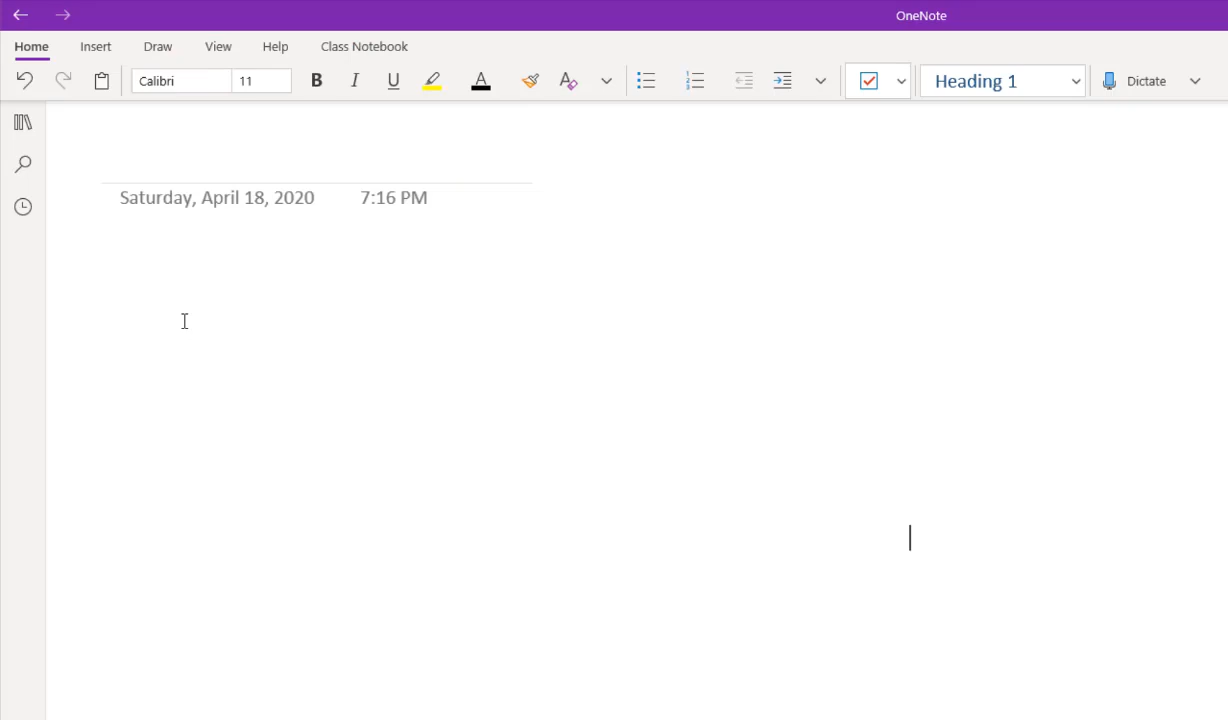 OneNote
Home Insert Draw View Help Class Notebook
Calibri 11 B I U A A Heading 1 Dictate
Saturday, April 18, 2020 7:16 PM